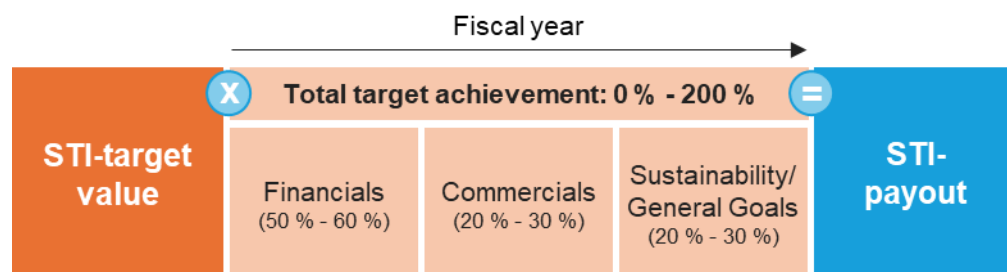 Fiscal year
STI-target
value
X
Total target achievement: 0 % - 200 %
=
STI-
payout
Financials
(50 % - 60 %)
Commercials
(20 % - 30 %)
Sustainability/
General Goals
(20 % - 30 %)